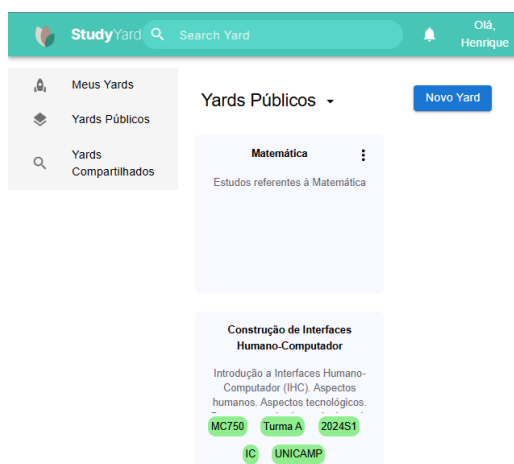 StudyYard
Search Yard
Olá,
Henrique
Meus Yards
Yards Públicos
Yards
Compartilhados
Yards Públicos
Novo Yard
Matemática
Estudos referentes à Matemática
Construção de Interfaces
Humano-Computador
Introdução a Interfaces Humano-
Computador (IHC). Aspectos
humanos. Aspectos tecnológicos.
MC750 Turma A 2024S1
IC UNICAMP